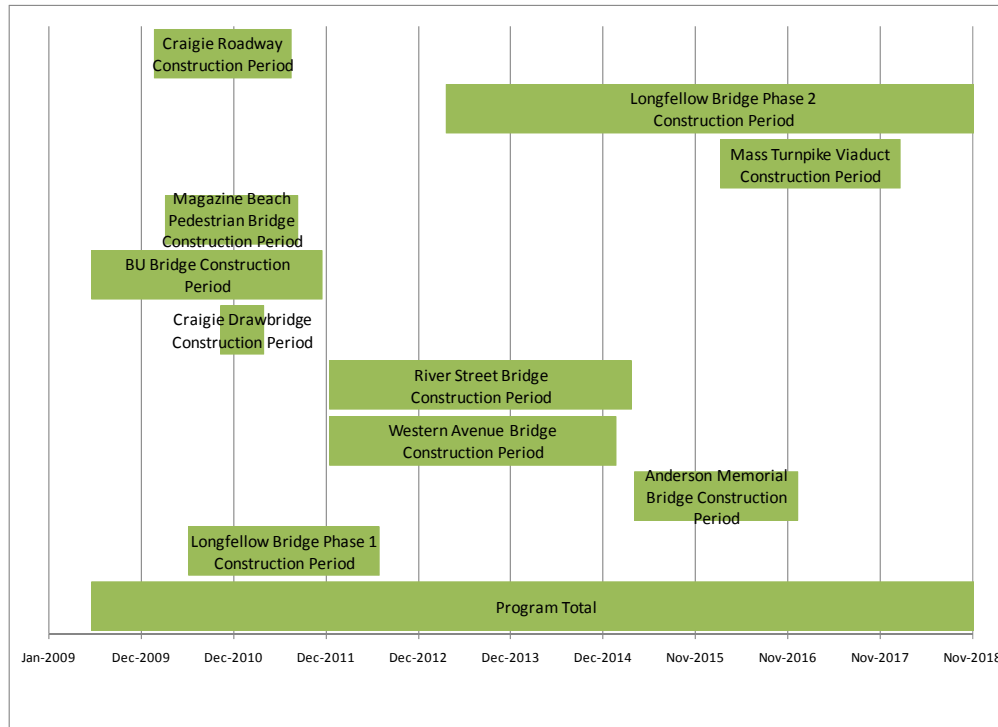 Craigie Roadway
Construction Period
Longfellow Bridge Phase 2
Construction Period
Mass Turnpike Viaduct
Construction Period
Magazine Beach
Pedestrian Bridge
Construction Period
BU Bridge Construction
Period
Craigie Drawbridge
Construction Period
River Street Bridge
Construction Period
Western Avenue Bridge
Construction Period
Anderson Memorial
Bridge Construction
Period
Longfellow Bridge Phase 1
Construction Period
Program Total
Jan-2009 Dec-2009 Dec-2010 Dec-2011 Dec-2012 Dec-2013 Dec-2014 Nov-2015 Nov-2016 Nov-2017 Nov-2018